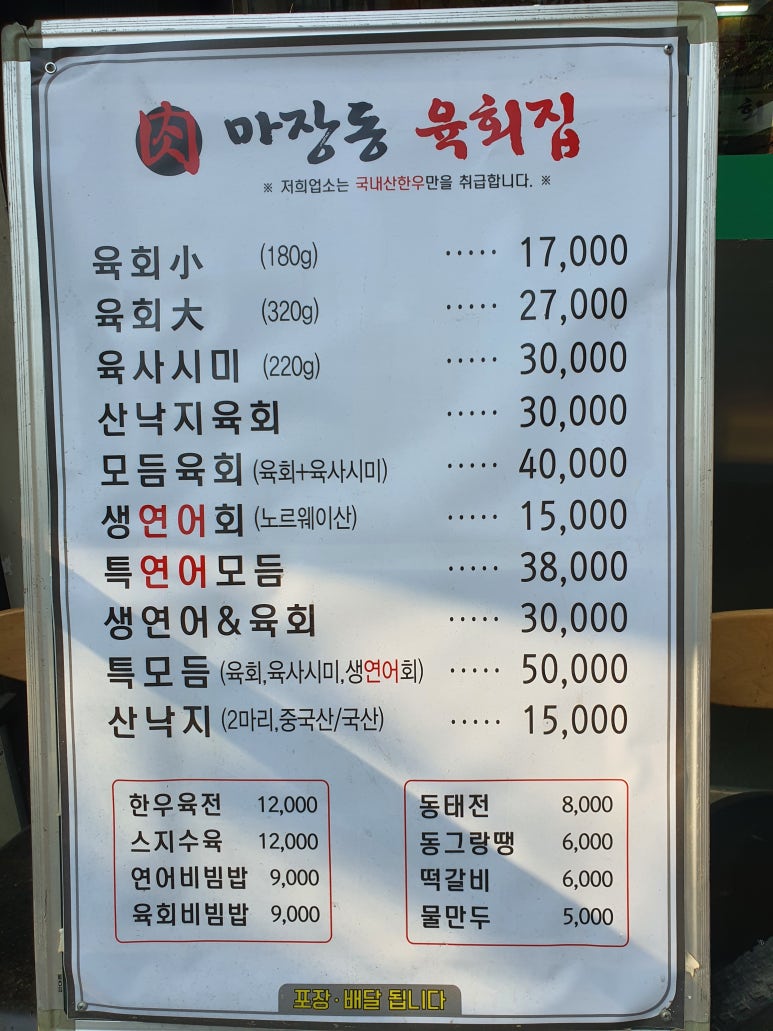 肉 마장동 육회집
※ 저희업소는 국내산한우만을 취급합니다. ※
육회小 (180g) ····· 17,000
육회大 (320g) ····· 27,000
육사시미 (220g) ····· 30,000
산낙지육회 ····· 30,000
모듬육회 (육회+육사시미) ····· 40,000
생연어회 (노르웨이산) ····· 15,000
특연어모듬 ····· 38,000
생연어&육회 ····· 30,000
특모듬 (육회,육사시미,생연어회) ····· 50,000
산낙지 (2마리,중국산/국산) ····· 15,000
한우육전 12,000
스지수육 12,000
연어비빔밥 9,000
육회비빔밥 9,000
동태전 8,000
동그랑땡 6,000
떡갈비 6,000
물만두 5,000
포장·배달 됩니다